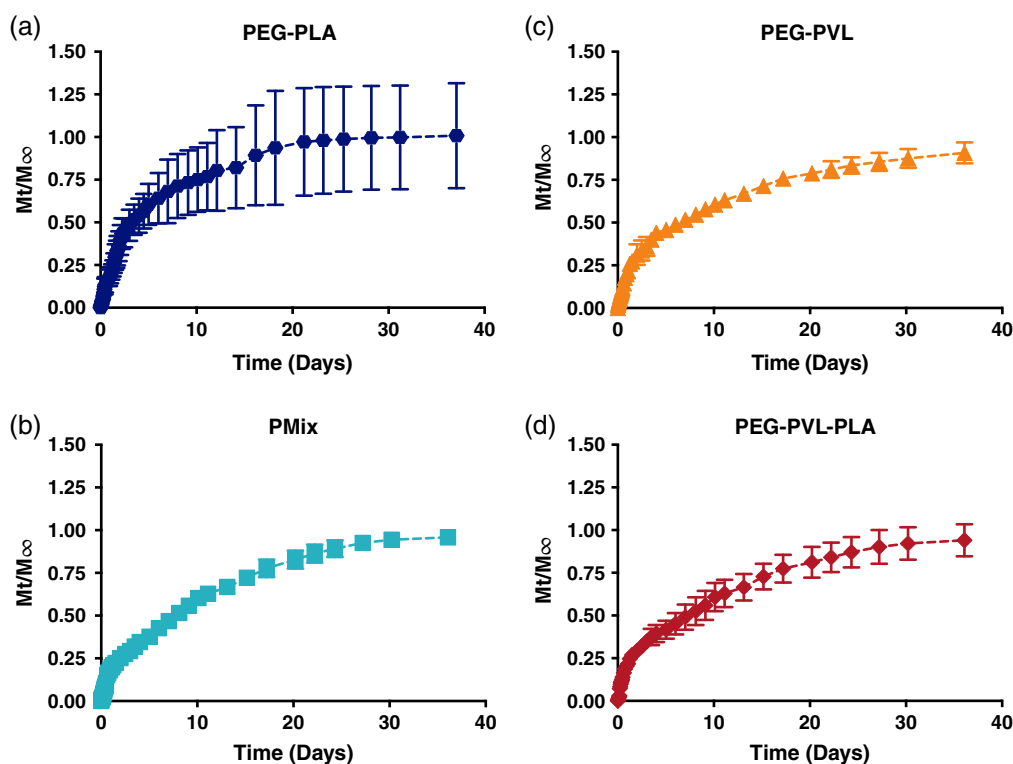 (a)
PEG-PLA
1.50
1.25
1.00
0.75
0.50
0.25
0.00
Mt/M∞
0 10 20 30 40
Time (Days)
(c)
PEG-PVL
1.50
1.25
1.00
0.75
0.50
0.25
0.00
Mt/M∞
0 10 20 30 40
Time (Days)
(b)
PMix
1.50
1.25
1.00
0.75
0.50
0.25
0.00
Mt/M∞
0 10 20 30 40
Time (Days)
(d)
PEG-PVL-PLA
1.50
1.25
1.00
0.75
0.50
0.25
0.00
Mt/M∞
0 10 20 30 40
Time (Days)